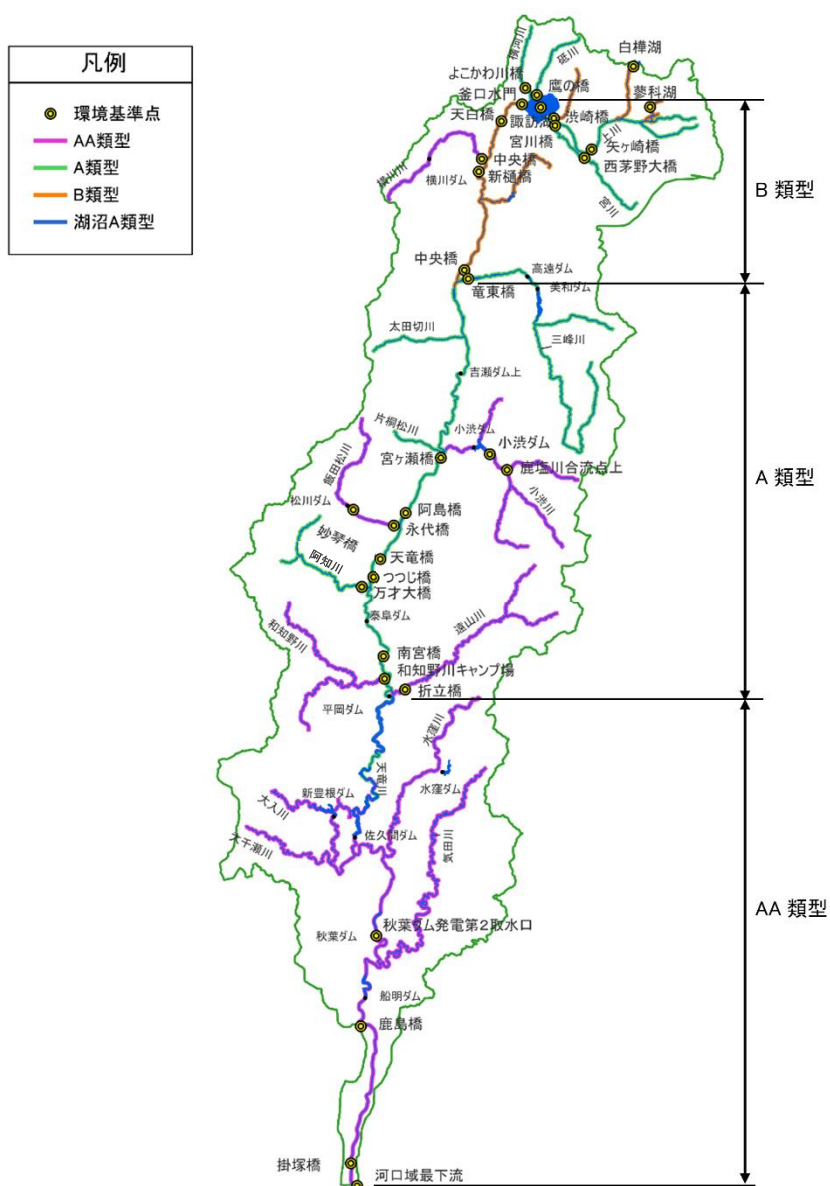 凡例
環境基準点
AA類型
A類型
B類型
湖沼A類型
横河川
砥川
白樺湖
よこかわ川橋
鷹の橋
釜口水門
蓼科湖
天白橋
諏訪湖
渋崎橋
上川
宮川橋
矢ヶ崎橋
中央橋
西茅野大橋
横川川
横川ダム
新樋橋
宮川
B 類型
中央橋
高遠ダム
竜東橋
美和ダム
太田切川
三峰川
吉瀬ダム上
片桐松川
小渋ダム
小渋ダム
宮ヶ瀬橋
鹿塩川合流点上
飯田松川
小渋川
A 類型
松川ダム
阿島橋
永代橋
妙琴橋
天竜橋
阿知川
つつじ橋
万才大橋
泰阜ダム
遠山川
和知野川
南宮橋
和知野川キャンプ場
折立橋
平岡ダム
水窪川
天竜川
水窪ダム
新豊根ダム
大入川
佐久間ダム
気田川
大千瀬川
AA 類型
秋葉ダム発電第2取水口
秋葉ダム
船明ダム
鹿島橋
掛塚橋
河口域最下流